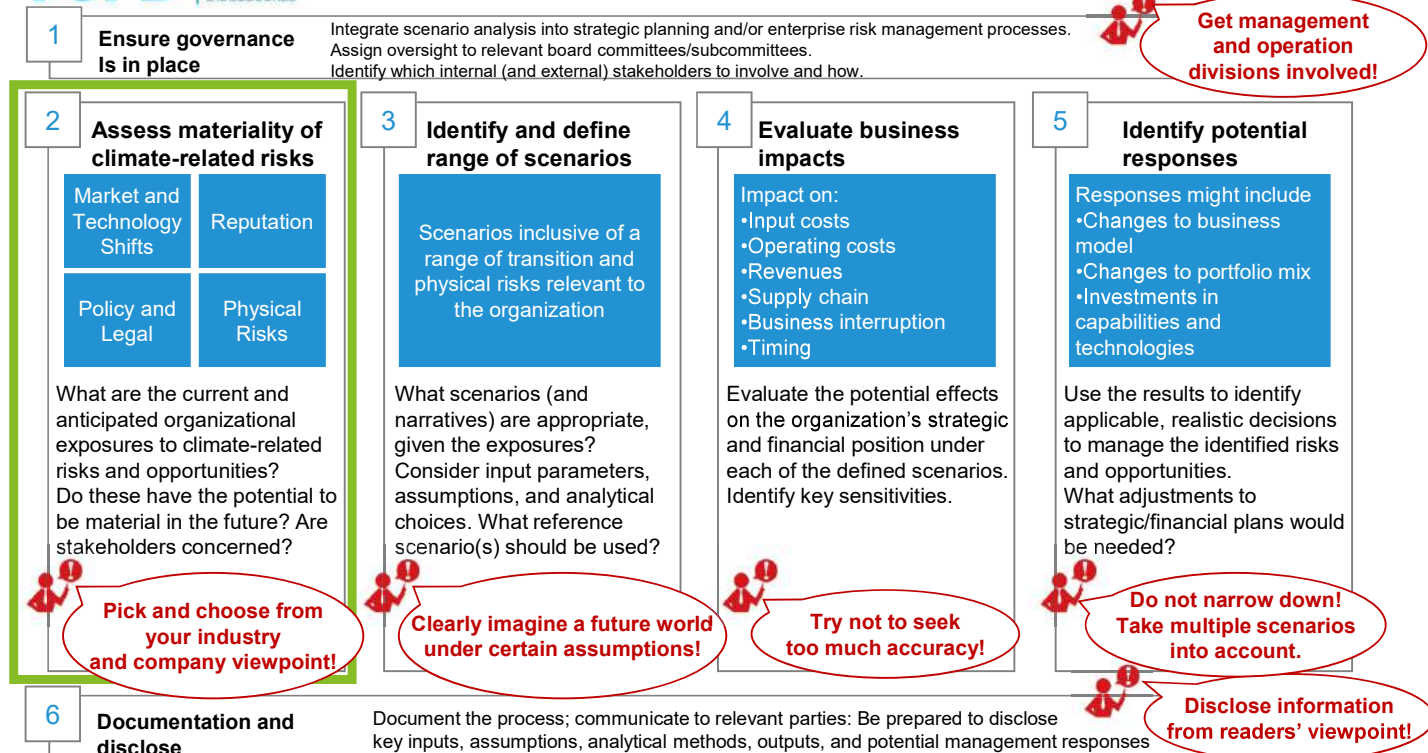 1
Ensure governance
Is in place
Integrate scenario analysis into strategic planning and/or enterprise risk management processes.
Assign oversight to relevant board committees/subcommittees.
Identify which internal (and external) stakeholders to involve and how.
Get management
and operation
divisions involved!
2
Assess materiality of
climate-related risks
Market and
Technology
Shifts
Reputation
Policy and
Legal
Physical
Risks
What are the current and
anticipated organizational
exposures to climate-related
risks and opportunities?
Do these have the potential to
be material in the future? Are
stakeholders concerned?
Pick and choose from
your industry
and company viewpoint!
3
Identify and define
range of scenarios
Scenarios inclusive of a
range of transition and
physical risks relevant to
the organization
What scenarios (and
narratives) are appropriate,
given the exposures?
Consider input parameters,
assumptions, and analytical
choices. What reference
scenario(s) should be used?
Clearly imagine a future world
under certain assumptions!
4
Evaluate business
impacts
Impact on:
•Input costs
•Operating costs
•Revenues
•Supply chain
•Business interruption
•Timing
Evaluate the potential effects
on the organization's strategic
and financial position under
each of the defined scenarios.
Identify key sensitivities.
Try not to seek
too much accuracy!
5
Identify potential
responses
Responses might include
•Changes to business
model
•Changes to portfolio mix
•Investments in
capabilities and
technologies
Use the results to identify
applicable, realistic decisions
to manage the identified risks
and opportunities.
What adjustments to
strategic/financial plans would
be needed?
Do not narrow down!
Take multiple scenarios
into account.
6
Documentation and
disclose
Document the process; communicate to relevant parties: Be prepared to disclose
key inputs, assumptions, analytical methods, outputs, and potential management responses
Disclose information
from readers' viewpoint!